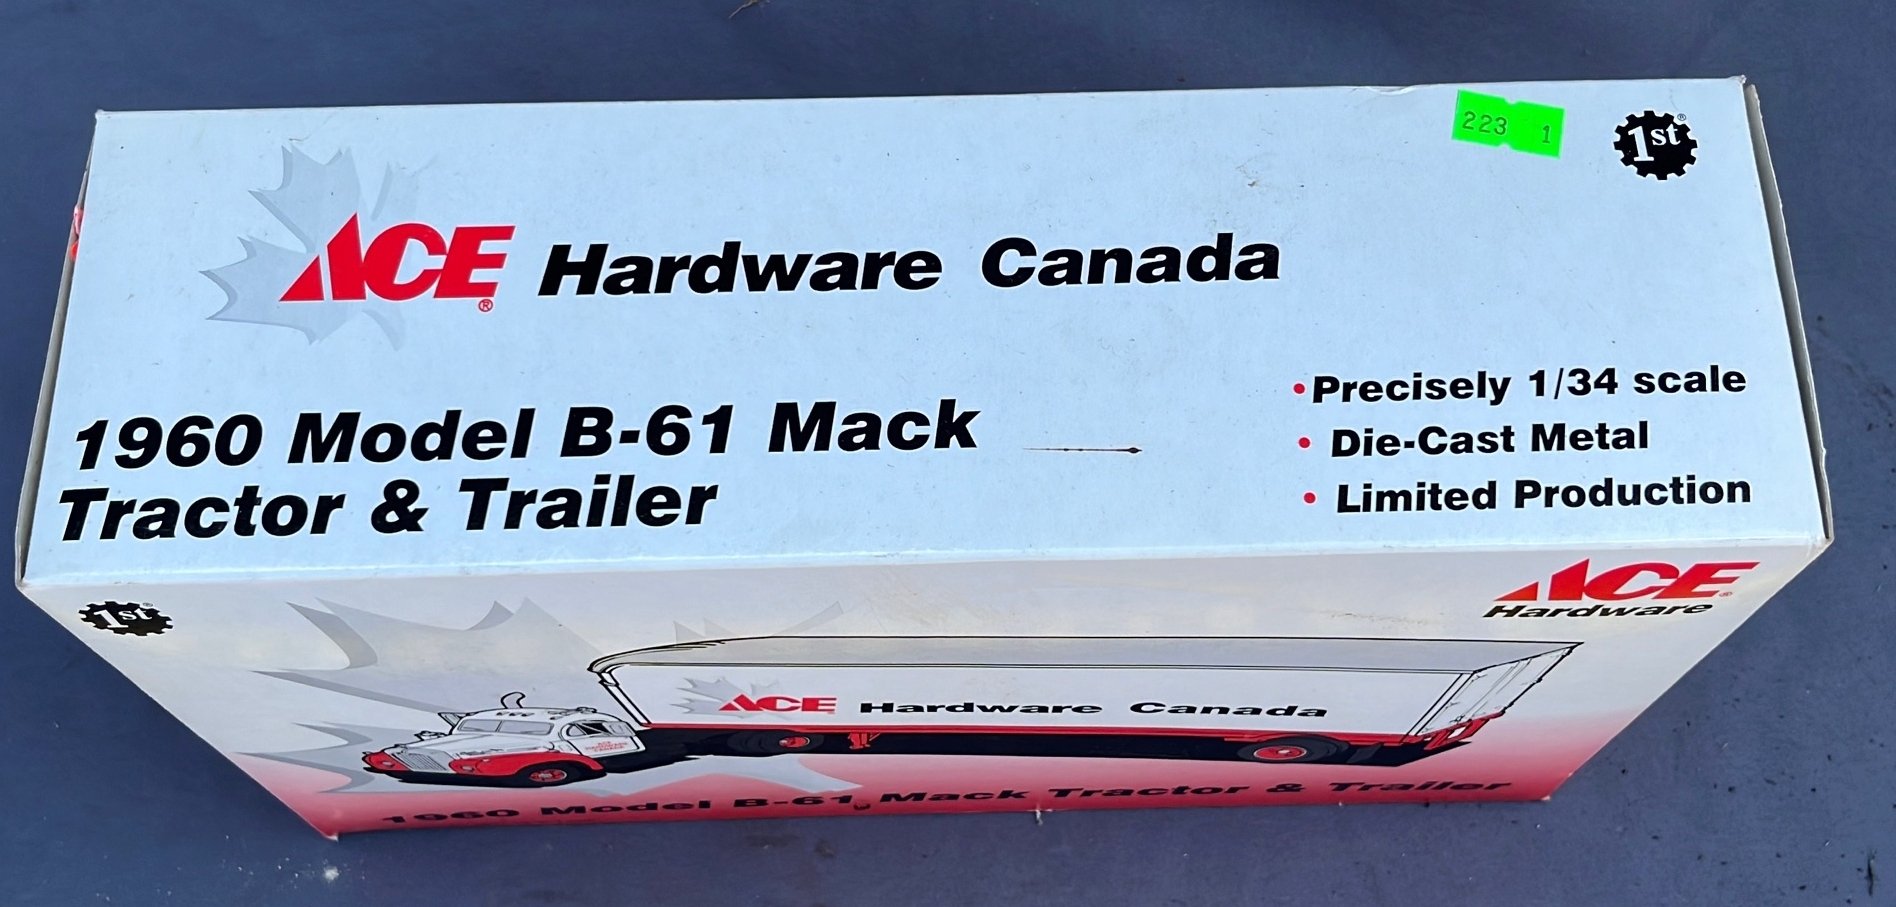 223 1
1st®
ACE® Hardware Canada
1960 Model B-61 Mack
Tractor & Trailer
•Precisely 1/34 scale
• Die-Cast Metal
• Limited Production
1st®
ACE®
Hardware
ACE Hardware Canada
1960 Model B-61 Mack Tractor & Trailer